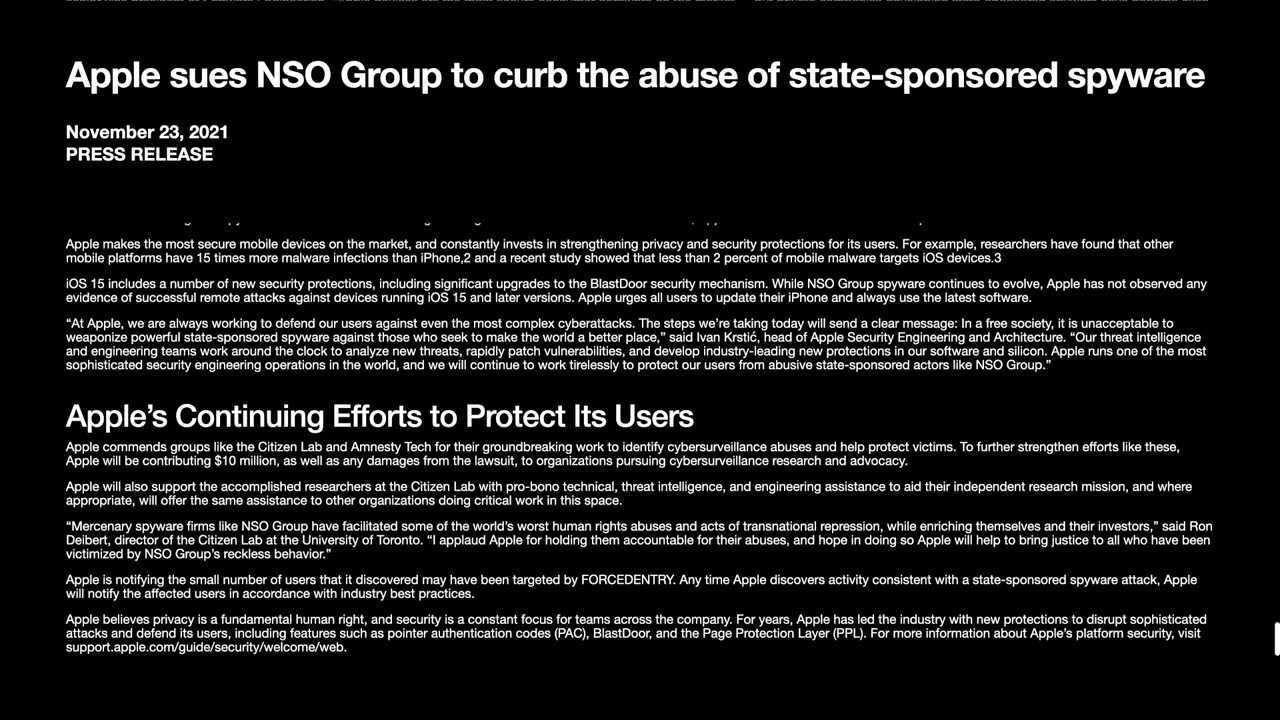 Apple sues NSO Group to curb the abuse of state-sponsored spyware
November 23, 2021
PRESS RELEASE
Apple makes the most secure mobile devices on the market, and constantly invests in strengthening privacy and security protections for its users. For example, researchers have found that other
mobile platforms have 15 times more malware infections than iPhone,2 and a recent study showed that less than 2 percent of mobile malware targets iOS devices.3
iOS 15 includes a number of new security protections, including significant upgrades to the BlastDoor security mechanism. While NSO Group spyware continues to evolve, Apple has not observed any
evidence of successful remote attacks against devices running iOS 15 and later versions. Apple urges all users to update their iPhone and always use the latest software.
“At Apple, we are always working to defend our users against even the most complex cyberattacks. The steps we’re taking today will send a clear message: In a free society, it is unacceptable to
weaponize powerful state-sponsored spyware against those who seek to make the world a better place,” said Ivan Krstić, head of Apple Security Engineering and Architecture. “Our threat intelligence
and engineering teams work around the clock to analyze new threats, rapidly patch vulnerabilities, and develop industry-leading new protections in our software and silicon. Apple runs one of the most
sophisticated security engineering operations in the world, and we will continue to work tirelessly to protect our users from abusive state-sponsored actors like NSO Group.”
Apple’s Continuing Efforts to Protect Its Users
Apple commends groups like the Citizen Lab and Amnesty Tech for their groundbreaking work to identify cybersurveillance abuses and help protect victims. To further strengthen efforts like these,
Apple will be contributing $10 million, as well as any damages from the lawsuit, to organizations pursuing cybersurveillance research and advocacy.
Apple will also support the accomplished researchers at the Citizen Lab with pro-bono technical, threat intelligence, and engineering assistance to aid their independent research mission, and where
appropriate, will offer the same assistance to other organizations doing critical work in this space.
“Mercenary spyware firms like NSO Group have facilitated some of the world’s worst human rights abuses and acts of transnational repression, while enriching themselves and their investors,” said Ron
Deibert, director of the Citizen Lab at the University of Toronto. “I applaud Apple for holding them accountable for their abuses, and hope in doing so Apple will help to bring justice to all who have been
victimized by NSO Group’s reckless behavior.”
Apple is notifying the small number of users that it discovered may have been targeted by FORCEDENTRY. Any time Apple discovers activity consistent with a state-sponsored spyware attack, Apple
will notify the affected users in accordance with industry best practices.
Apple believes privacy is a fundamental human right, and security is a constant focus for teams across the company. For years, Apple has led the industry with new protections to disrupt sophisticated
attacks and defend its users, including features such as pointer authentication codes (PAC), BlastDoor, and the Page Protection Layer (PPL). For more information about Apple’s platform security, visit
support.apple.com/guide/security/welcome/web.